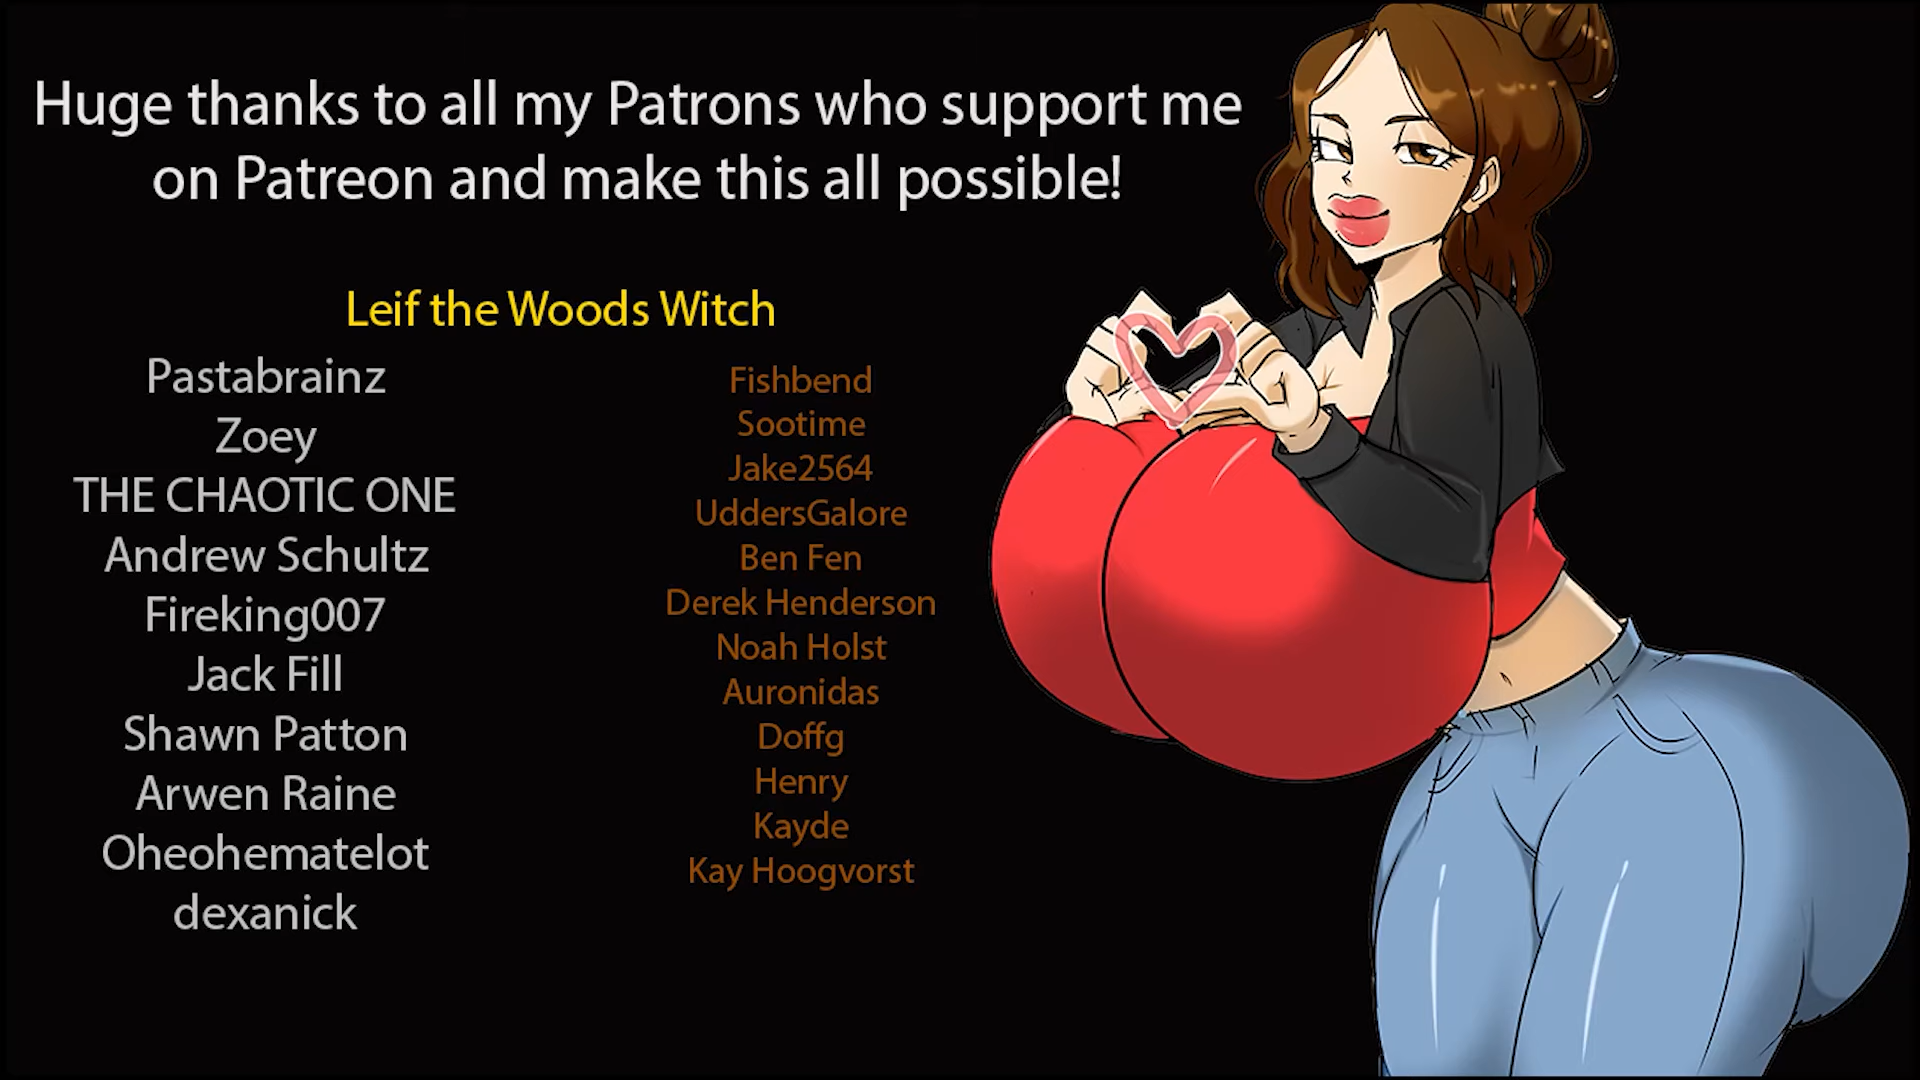 Huge thanks to all my Patrons who support me
on Patreon and make this all possible!
Leif the Woods Witch
Pastabrainz
Zoey
THE CHAOTIC ONE
Andrew Schultz
Fireking007
Jack Fill
Shawn Patton
Arwen Raine
Oheohematelot
dexanick
Fishbend
Sootime
Jake2564
UddersGalore
Ben Fen
Derek Henderson
Noah Holst
Auronidas
Doffg
Henry
Kayde
Kay Hoogvorst